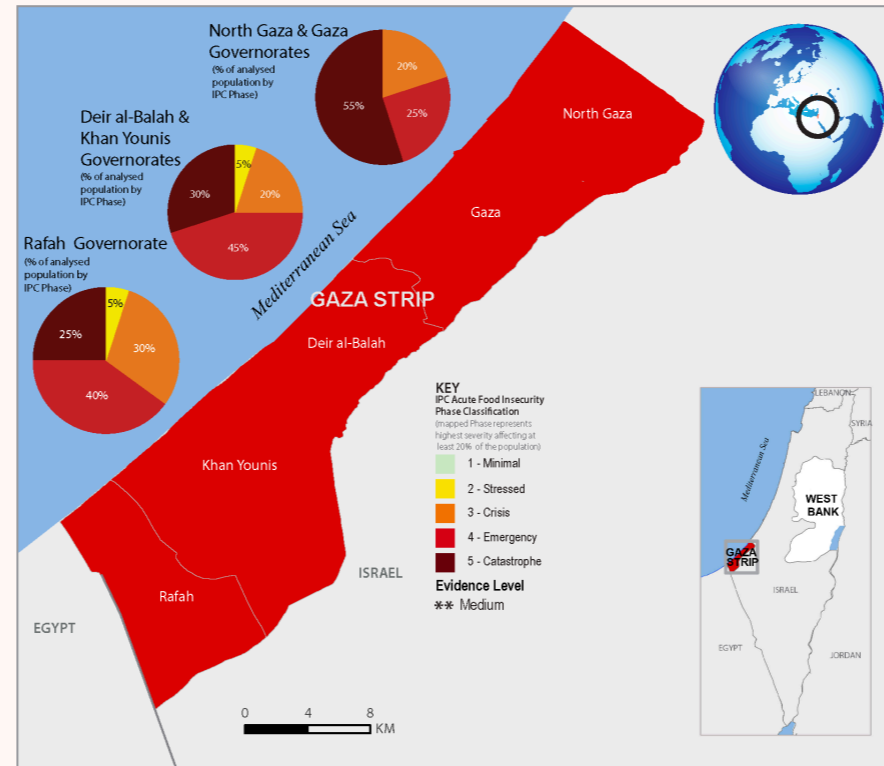 North Gaza & Gaza
Governorates
(% of analysed
population by
IPC Phase)
20%
55%
25%
Deir al-Balah &
Khan Younis
Governorates
(% of analysed
population by
IPC Phase)
5%
30%
20%
45%
Rafah Governorate
(% of analysed
population by
IPC Phase)
5%
25%
30%
40%
Mediterranean Sea
North Gaza
Gaza
GAZA STRIP
Deir al-Balah
Khan Younis
Rafah
ISRAEL
EGYPT
0 4 8
KM
KEY
IPC Acute Food Insecurity
Phase Classification
(mapped Phase represents
highest severity affecting at
least 20% of the population)
1 - Minimal
2 - Stressed
3 - Crisis
4 - Emergency
5 - Catastrophe
Evidence Level
** Medium
LEBANON
SYRIA
Mediterranean Sea
WEST
BANK
GAZA
STRIP
ISRAEL
EGYPT
JORDAN